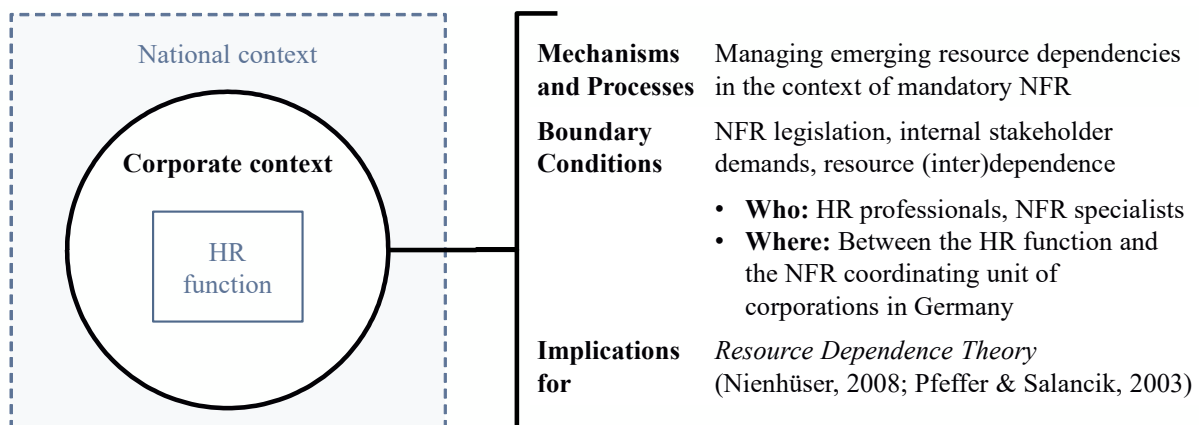 National context
Corporate context
HR
function
Mechanisms
and Processes
Managing emerging resource dependencies
in the context of mandatory NFR
Boundary
Conditions
NFR legislation, internal stakeholder
demands, resource (inter)dependence
• Who: HR professionals, NFR specialists
• Where: Between the HR function and
the NFR coordinating unit of
corporations in Germany
Implications
for
Resource Dependence Theory
(Nienhüser, 2008; Pfeffer & Salancik, 2003)